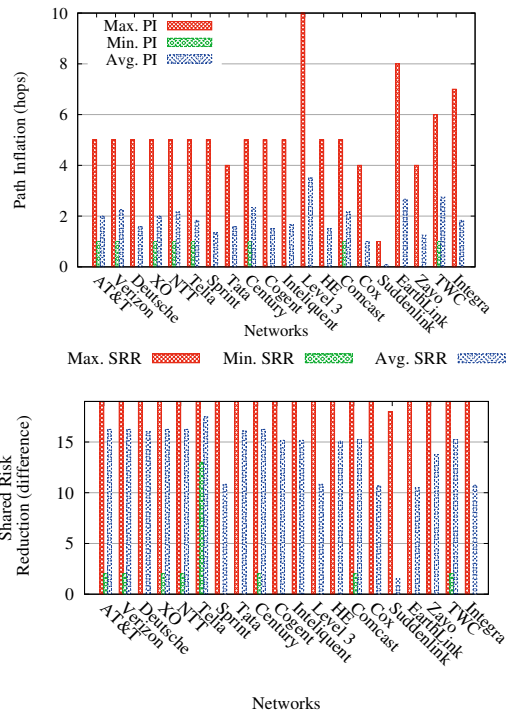 10
8
6
4
2
0
Path Inflation (hops)
Max. PI
Min. PI
Avg. PI
AT&T
Verizon
Deutsche
XO
NTT
Telia
Sprint
Tata
Century
Cogent
Inteliquent
Level 3
HE
Comcast
Cox
Suddenlink
EarthLink
Zayo
TWC
Integra
Networks
Max. SRR Min. SRR Avg. SRR
15
10
5
0
Shared Risk
Reduction (difference)
AT&T
Verizon
Deutsche
XO
NTT
Telia
Sprint
Tata
Century
Cogent
Inteliquent
Level 3
HE
Comcast
Cox
Suddenlink
EarthLink
Zayo
TWC
Integra
Networks